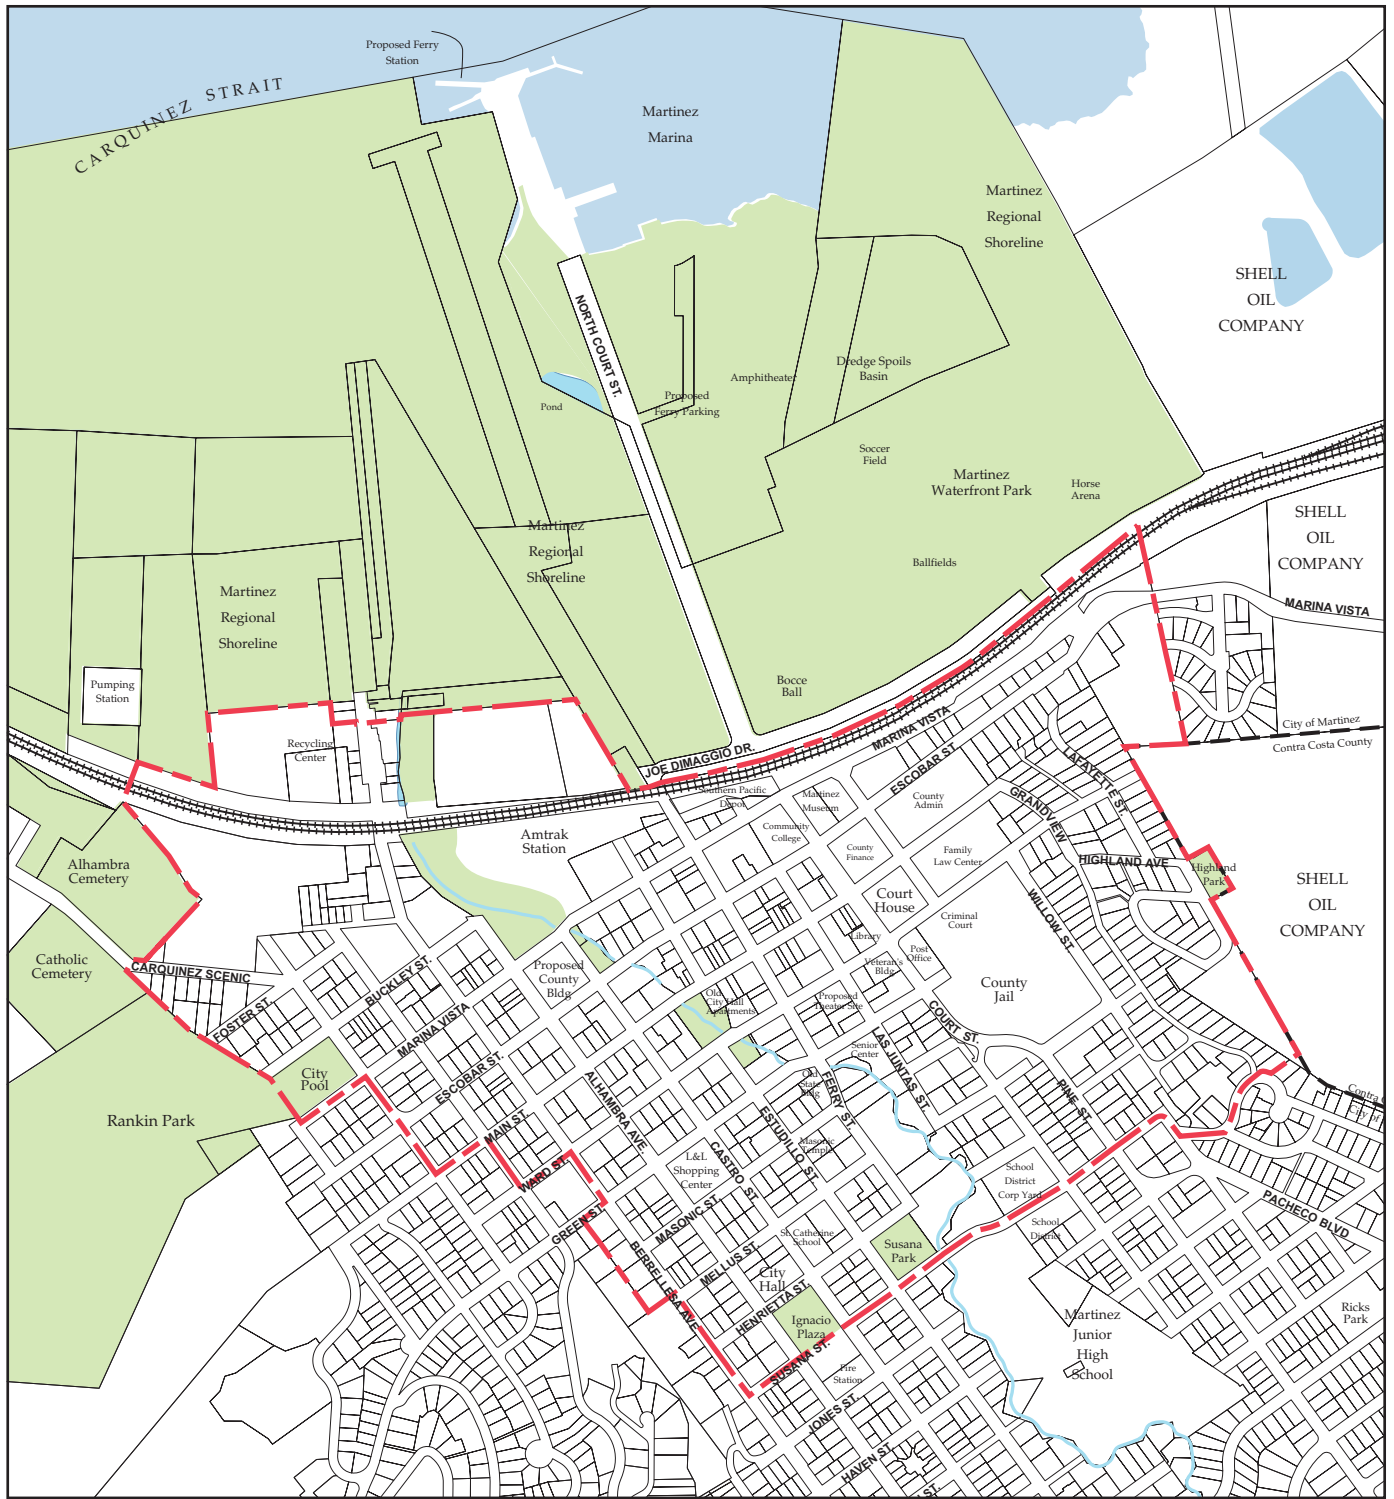 Proposed Ferry
Station
CARQUINEZ STRAIT
Martinez
Marina
Martinez
Regional
Shoreline
SHELL
OIL
COMPANY
NORTH COURT ST.
Dredge Spoils
Basin
Amphitheater
Pond
Proposed
Ferry Parking
Soccer
Field
Martinez
Waterfront Park
Horse
Arena
SHELL
OIL
COMPANY
Martinez
Regional
Shoreline
Ballfields
Martinez
Regional
Shoreline
MARINA VISTA
Pumping
Station
Bocce
Ball
City of Martinez
Contra Costa County
Recycling
Center
MARINA VISTA
JOE DIMAGGIO DR.
ESCOBAR ST.
LAFAYETTE ST.
Southern Pacific
Depot
Martinez
Museum
County
Admin
GRANDVIEW
Amtrak
Station
Community
College
County
Finance
Family
Law Center
HIGHLAND AVE
Highland
Park
Alhambra
Cemetery
SHELL
OIL
COMPANY
Court
House
Criminal
Court
WILLOW ST.
Library
Post
Office
Catholic
Cemetery
CARQUINEZ SCENIC
BUCKLEY ST.
Proposed
County
Bldg
Veteran's
Bldg
County
Jail
Old
City Hall
Apartments
Proposed
Theater Site
FOSTER ST.
MARINA VISTA
COURT ST.
LAS JUNTAS ST.
Senior
Center
City
Pool
ESCOBAR ST.
ALHAMBRA AVE.
Old
State
Bldg
FERRY ST.
PINE ST.
Contra
City of
Rankin Park
MAIN ST.
ESTUDILLO ST.
Masonic
Temple
L&L
Shopping
Center
CASTRO ST.
WARD ST.
School
District
Corp Yard
PACHECO BLVD
GREEN ST.
MASONIC ST.
St. Catherine
School
School
District
Susana
Park
BERRELLESA AVE.
MELLUS ST.
City
Hall
HENRIETTA ST.
Ignacio
Plaza
Martinez
Junior
High
School
Ricks
Park
SUSANA ST.
Fire
Station
JONES ST.
HAVEN ST.
ST.